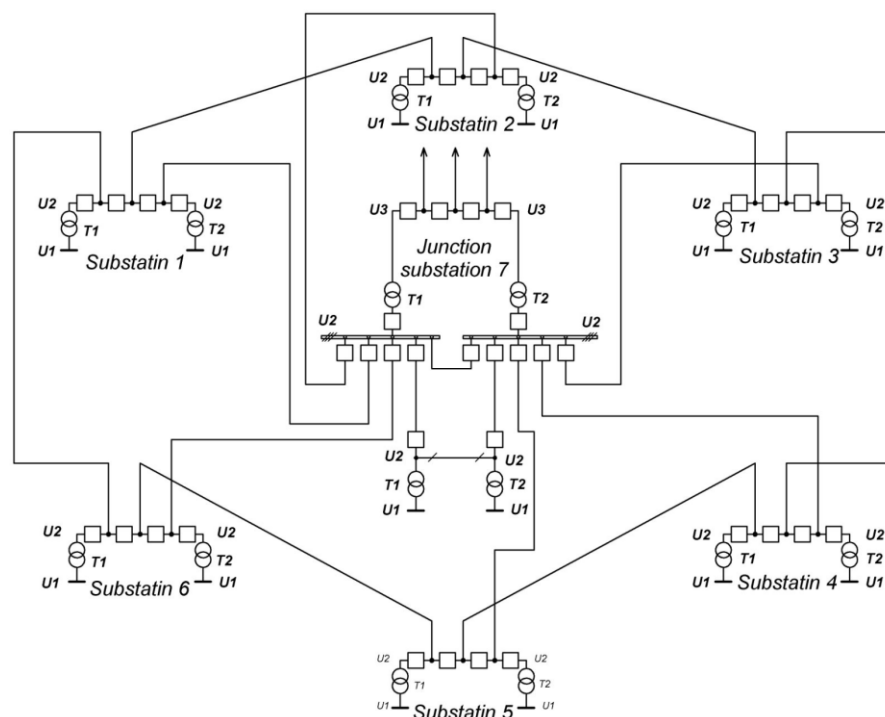 U2 U2
T1 T2
U1 Substatin 2 U1
U2 U2
T1 T2
U1 U1
Substatin 1
U3 U3
Junction
substation 7
T1 T2
U2 U2
U2 U2
T1 T2
U1 U1
Substatin 3
U2 U2
T1 T2
U1 U1
U2 U2
T1 T2
U1 U1
Substatin 6
U2 U2
T1 T2
U1 U1
Substatin 4
U2 U2
T1 T2
U1 U1
Substatin 5